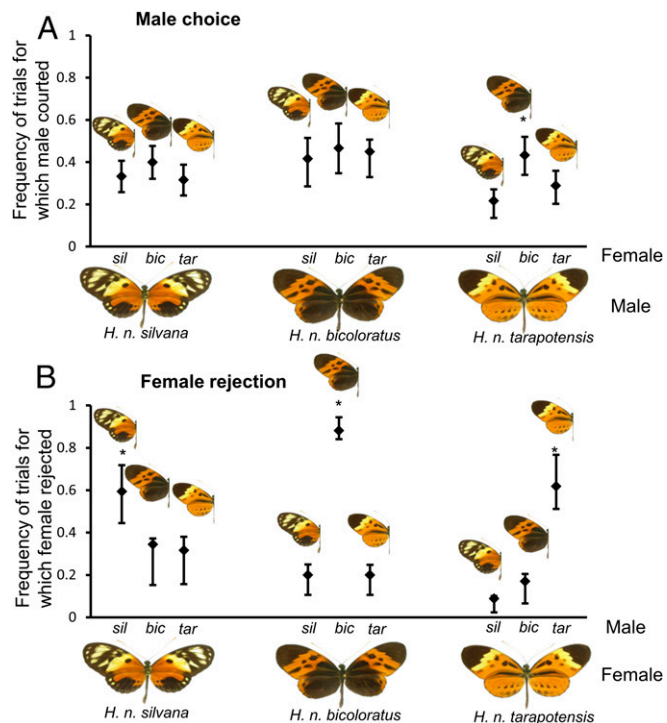 A
Male choice
Frequency of trials for
which male courted
1
0.8
0.6
0.4
0.2
0
*
sil bic tar
sil bic tar
sil bic tar
Female
Male
H. n. silvana
H. n. bicoloratus
H. n. tarapotensis
B
Female rejection
Frequency of trials for
which female rejected
1
0.8
0.6
0.4
0.2
0
*
*
*
sil bic tar
sil bic tar
sil bic tar
Male
Female
H. n. silvana
H. n. bicoloratus
H. n. tarapotensis